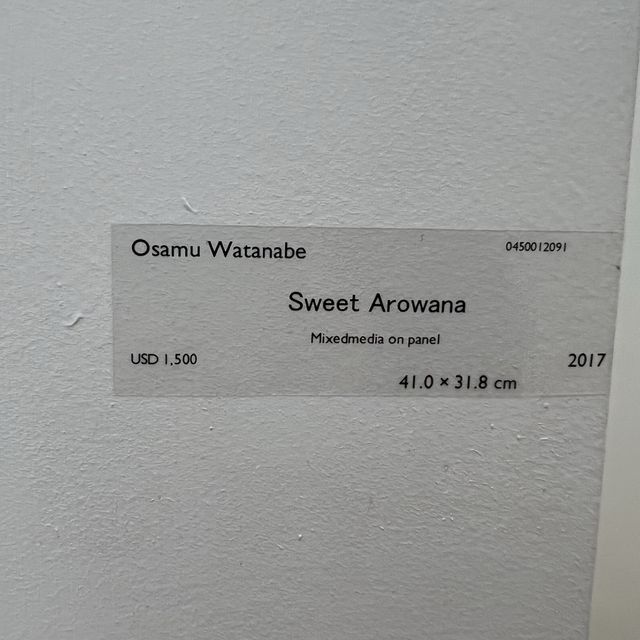 Osamu Watanabe 0450012091
Sweet Arowana
Mixedmedia on panel
USD 1,500 2017
41.0 × 31.8 cm